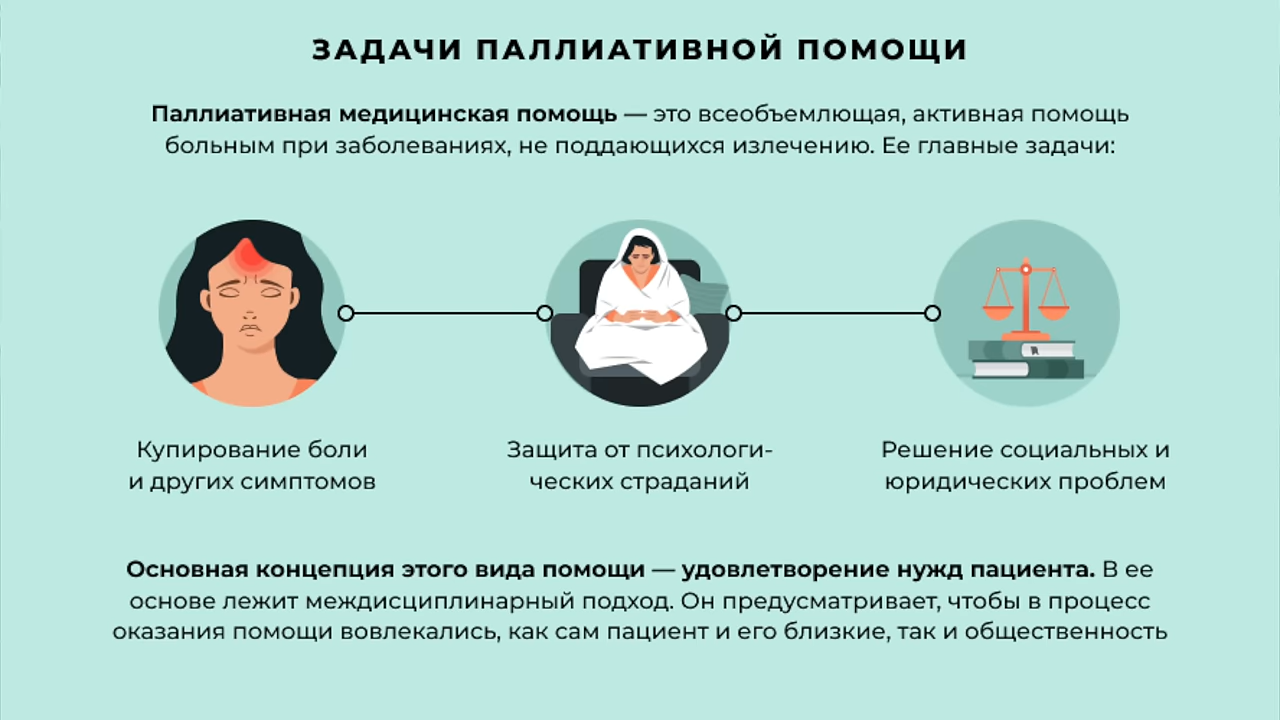 ЗАДАЧИ ПАЛЛИАТИВНОЙ ПОМОЩИ
Паллиативная медицинская помощь — это всеобъемлющая, активная помощь
больным при заболеваниях, не поддающихся излечению. Ее главные задачи:
Купирование боли
и других симптомов
Защита от психологи-
ческих страданий
Решение социальных и
юридических проблем
Основная концепция этого вида помощи — удовлетворение нужд пациента. В ее
основе лежит междисциплинарный подход. Он предусматривает, чтобы в процесс
оказания помощи вовлекались, как сам пациент и его близкие, так и общественность